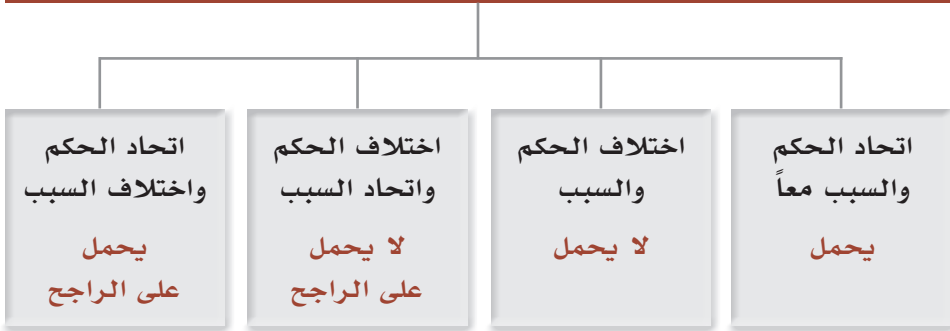 اتحاد الحكم
والسبب معاً
يحمل
اختلاف الحكم
والسبب
لا يحمل
اختلاف الحكم
واتحاد السبب
لا يحمل
على الراجح
اتحاد الحكم
واختلاف السبب
يحمل
على الراجح